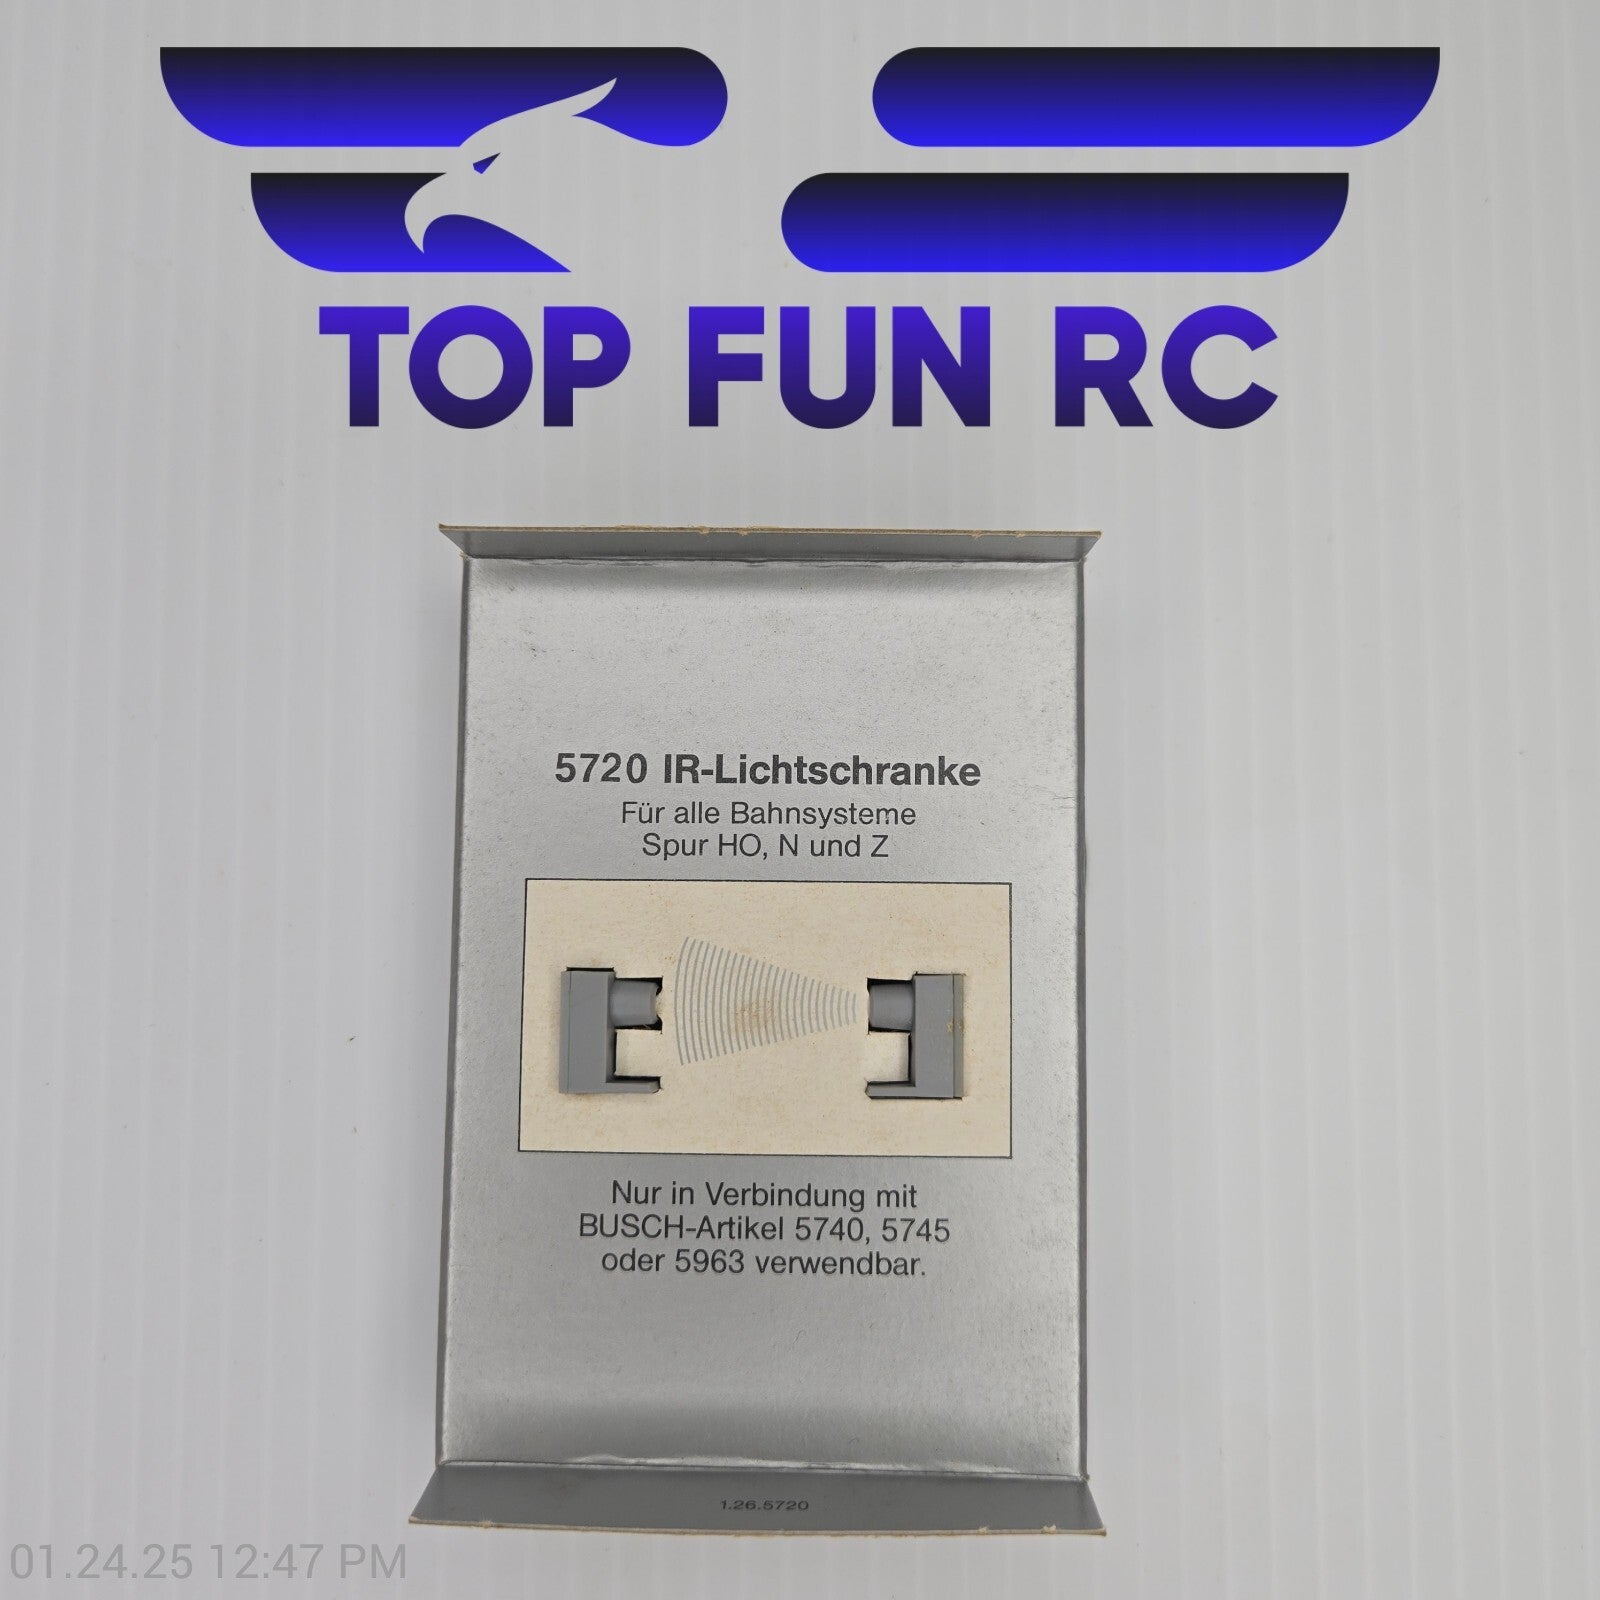 TOP FUN RC
5720 IR-Lichtschranke
Für alle Bahnsysteme
Spur HO, N und Z
Nur in Verbindung mit
BUSCH-Artikel 5740, 5745
oder 5963 verwendbar.
1.26.5720
01.24.25 12:47 PM